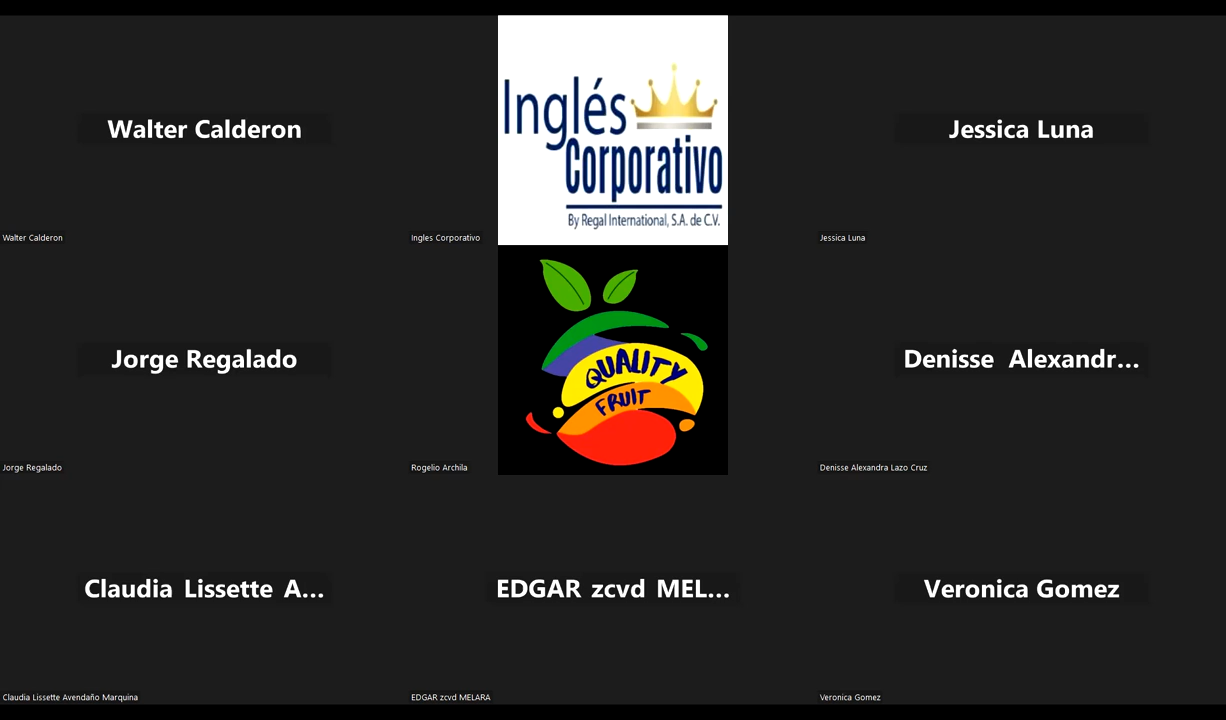 Walter Calderon
Walter Calderon
Inglés
Corporativo
By Regal International, S.A. de C.V.
Ingles Corporativo
Jessica Luna
Jessica Luna
Jorge Regalado
Jorge Regalado
QUALITY
FRUIT
Rogelio Archila
Denisse Alexandr...
Denisse Alexandra Lazo Cruz
Claudia Lissette A...
Claudia Lissette Avendaño Marquina
EDGAR zcvd MEL...
EDGAR zcvd MELARA
Veronica Gomez
Veronica Gomez